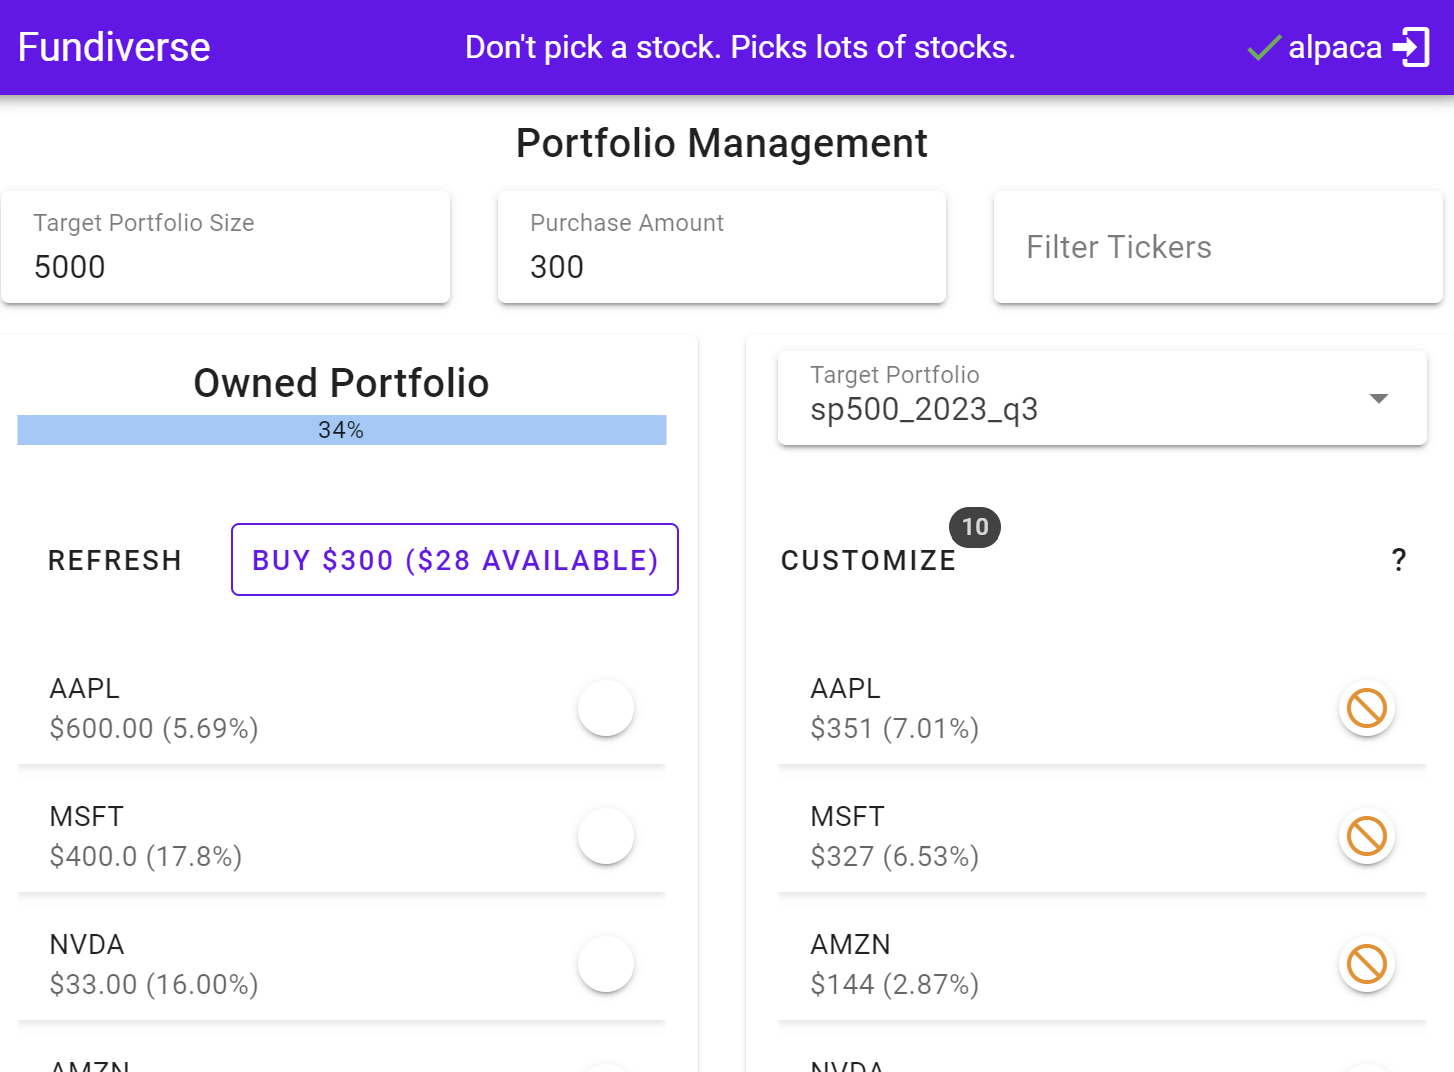 Fundiverse
Don't pick a stock. Picks lots of stocks.
alpaca
Portfolio Management
Target Portfolio Size
5000
Purchase Amount
300
Filter Tickers
Owned Portfolio
34%
REFRESH
BUY $300 ($28 AVAILABLE)
AAPL
$600.00 (5.69%)
MSFT
$400.0 (17.8%)
NVDA
$33.00 (16.00%)
AMZN
Target Portfolio
sp500_2023_q3
CUSTOMIZE
10
?
AAPL
$351 (7.01%)
MSFT
$327 (6.53%)
AMZN
$144 (2.87%)
NVDA